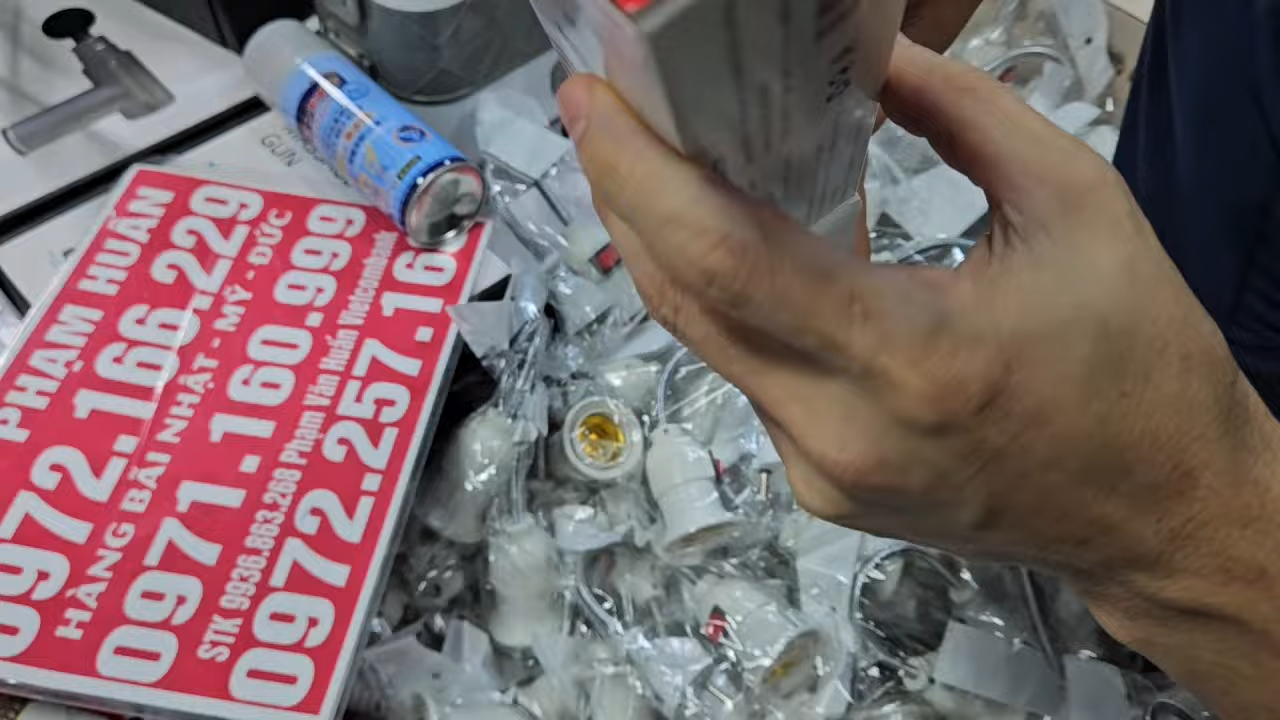 PHẠM HUÂN
0972.166.229
HÀNG BÃI NHẬT - MỸ - ĐỨC
0971.160.999
STK 9936.863.268 Phạm Văn Huấn Vietcombank
0972.257.16
GUN